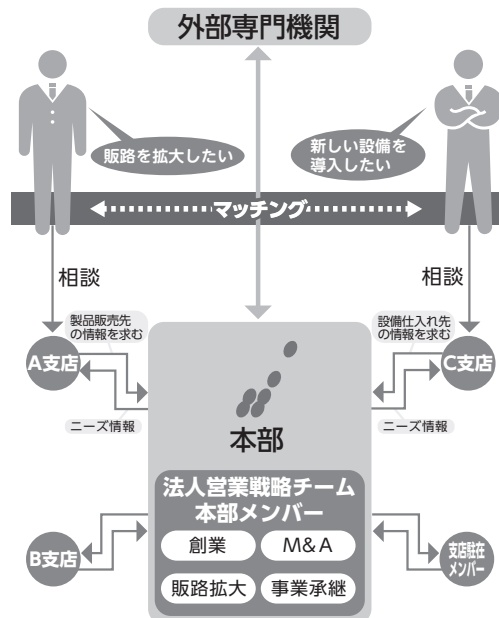 外部専門機関
販路を拡大したい
新しい設備を
導入したい
マッチング
相談
相談
製品販売先
の情報を求む
設備仕入れ先
の情報を求む
A支店
C支店
ニーズ情報
ニーズ情報
本部
法人営業戦略チーム
本部メンバー
創業
M&A
販路拡大
事業承継
B支店
支店駐在
メンバー